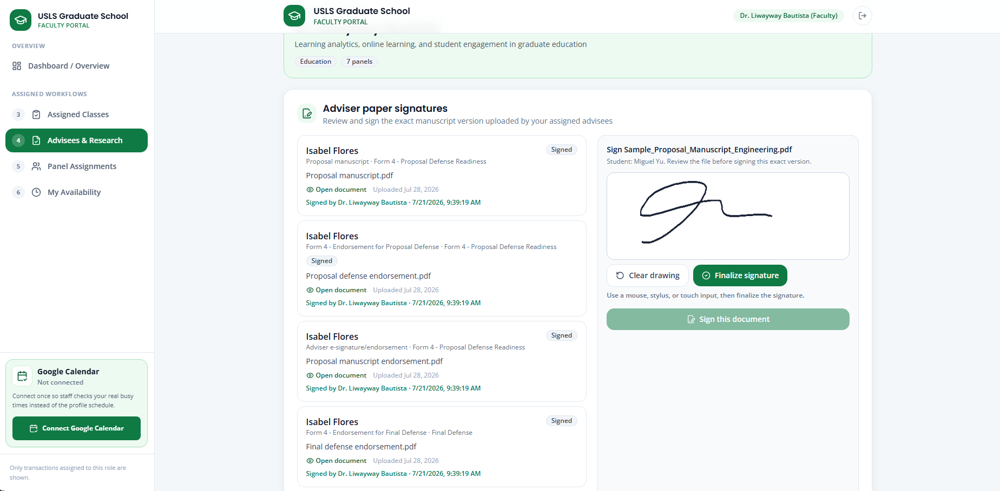 USLS Graduate School
FACULTY PORTAL
OVERVIEW
Dashboard / Overview
ASSIGNED WORKFLOWS
3 Assigned Classes
4 Advisees & Research
5 Panel Assignments
6 My Availability
Google Calendar
Not connected
Connect once so staff checks your real busy
times instead of the profile schedule.
Connect Google Calendar
Only transactions assigned to this role are
shown.
USLS Graduate School
FACULTY PORTAL
Dr. Liwayway Bautista (Faculty)
Learning analytics, online learning, and student engagement in graduate education
Education 7 panels
Adviser paper signatures
Review and sign the exact manuscript version uploaded by your assigned advisees
Isabel Flores Signed
Proposal manuscript · Form 4 - Proposal Defense Readiness
Proposal manuscript.pdf
Open document Uploaded Jul 28, 2026
Signed by Dr. Liwayway Bautista · 7/21/2026, 9:39:19 AM
Isabel Flores
Form 4 - Endorsement for Proposal Defense · Form 4 - Proposal Defense Readiness
Signed
Proposal defense endorsement.pdf
Open document Uploaded Jul 28, 2026
Signed by Dr. Liwayway Bautista · 7/21/2026, 9:39:19 AM
Isabel Flores Signed
Adviser e-signature/endorsement · Form 4 - Proposal Defense Readiness
Proposal manuscript endorsement.pdf
Open document Uploaded Jul 28, 2026
Signed by Dr. Liwayway Bautista · 7/21/2026, 9:39:19 AM
Isabel Flores Signed
Form 4 - Endorsement for Final Defense · Final Defense
Final defense endorsement.pdf
Open document Uploaded Jul 28, 2026
Signed by Dr. Liwayway Bautista · 7/21/2026, 9:39:19 AM
Sign Sample_Proposal_Manuscript_Engineering.pdf
Student: Miguel Yu. Review the file before signing this exact version.
Clear drawing Finalize signature
Use a mouse, stylus, or touch input, then finalize the signature.
Sign this document